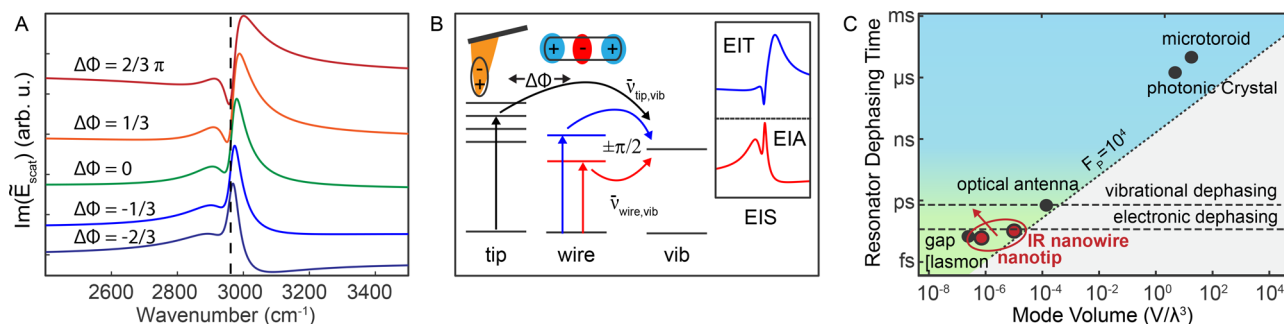 A
Im(Ẽscat) (arb. u.)
ΔΦ = 2/3 π
ΔΦ = 1/3
ΔΦ = 0
ΔΦ = -1/3
ΔΦ = -2/3
2400 2600 3000 3200 3400
Wavenumber (cm⁻¹)
B
-
+
+ - +
ΔΦ
ν̄tip,vib
±π/2
ν̄wire,vib
tip wire vib
EIT
EIA
EIS
C
Resonator Dephasing Time
ms
μs
ns
ps
fs
microtoroid
photonic Crystal
Fₚ=10⁴
optical antenna
vibrational dephasing
electronic dephasing
gap
[lasmon
IR nanowire
nanotip
10⁻⁸ 10⁻⁶ 10⁻⁴ 10⁻² 10⁰ 10² 10⁴
Mode Volume (V/λ³)